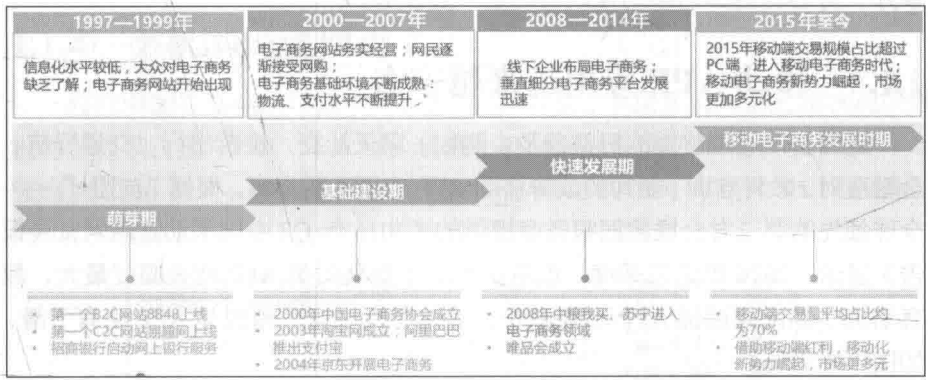 1997—1999年
信息化水平较低，大众对电子商务
缺乏了解；电子商务网站开始出现
萌芽期
第一个B2C网站8848上线
第一个C2C网站易趣网上线
招商银行启动网上银行服务
2000—2007年
电子商务网站务实经营；网民逐
渐接受网购；
电子商务基础环境不断成熟：
物流、支付水平不断提升
基础建设期
2000年中国电子商务协会成立
2003年淘宝网成立；阿里巴巴
推出支付宝
2004年京东开展电子商务
2008—2014年
线下企业布局电子商务；
垂直细分电子商务平台发展
迅速
快速发展期
2008年中粮我买、苏宁进入
电子商务领域
唯品会成立
2015年至今
2015年移动端交易规模占比超过
PC端，进入移动电子商务时代；
移动电子商务新势力崛起，市场
更加多元化
移动电子商务发展时期
移动端交易量平均占比约
为70%
借助移动端红利，移动化
新势力崛起，市场更多元